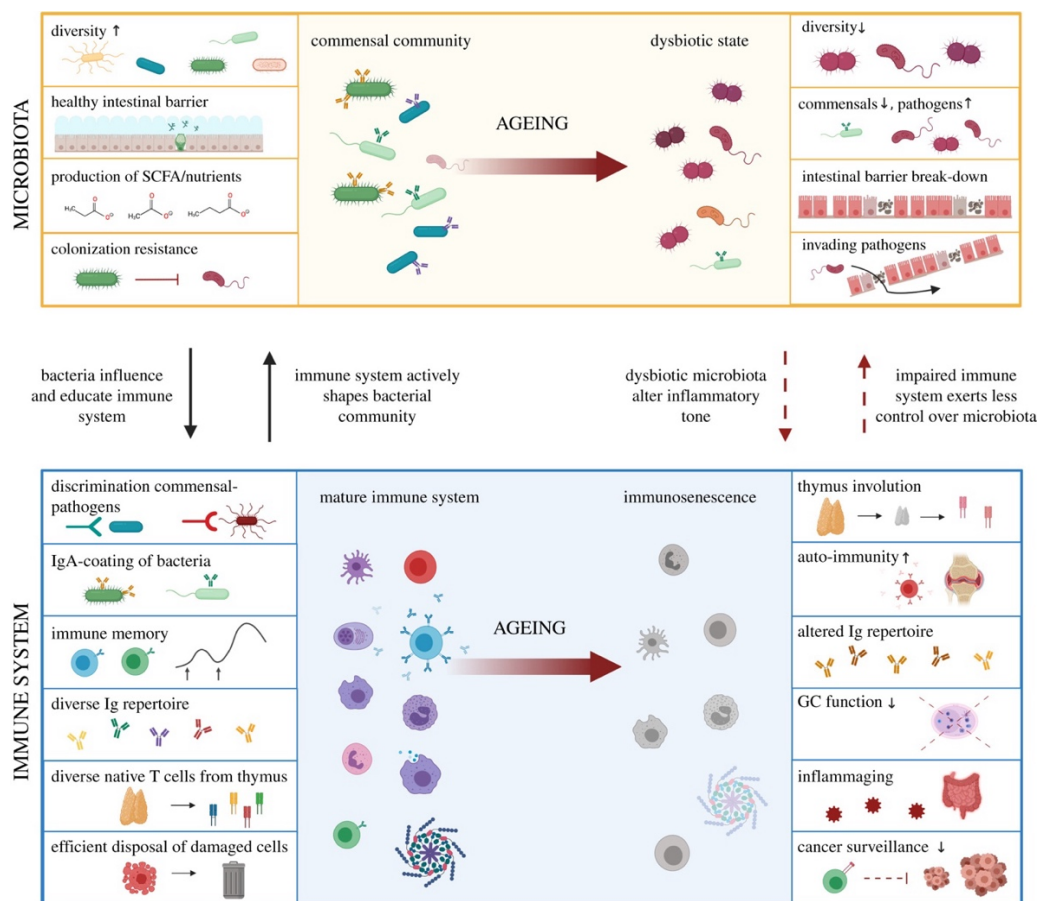 MICROBIOTA
diversity ↑
healthy intestinal barrier
production of SCFA/nutrients
H₃C
O
O⊖
H₃C
O
O⊖
H₃C
O
O⊖
colonization resistance
commensal community
AGEING
dysbiotic state
diversity↓
commensals ↓, pathogens ↑
intestinal barrier break-down
invading pathogens
bacteria influence
and educate immune
system
immune system actively
shapes bacterial
community
dysbiotic microbiota
alter inflammatory
tone
impaired immune
system exerts less
control over microbiota
IMMUNE SYSTEM
discrimination commensal-
pathogens
IgA-coating of bacteria
immune memory
diverse Ig repertoire
diverse native T cells from thymus
efficient disposal of damaged cells
mature immune system
AGEING
immunosenescence
thymus involution
auto-immunity ↑
altered Ig repertoire
GC function ↓
inflammaging
cancer surveillance ↓